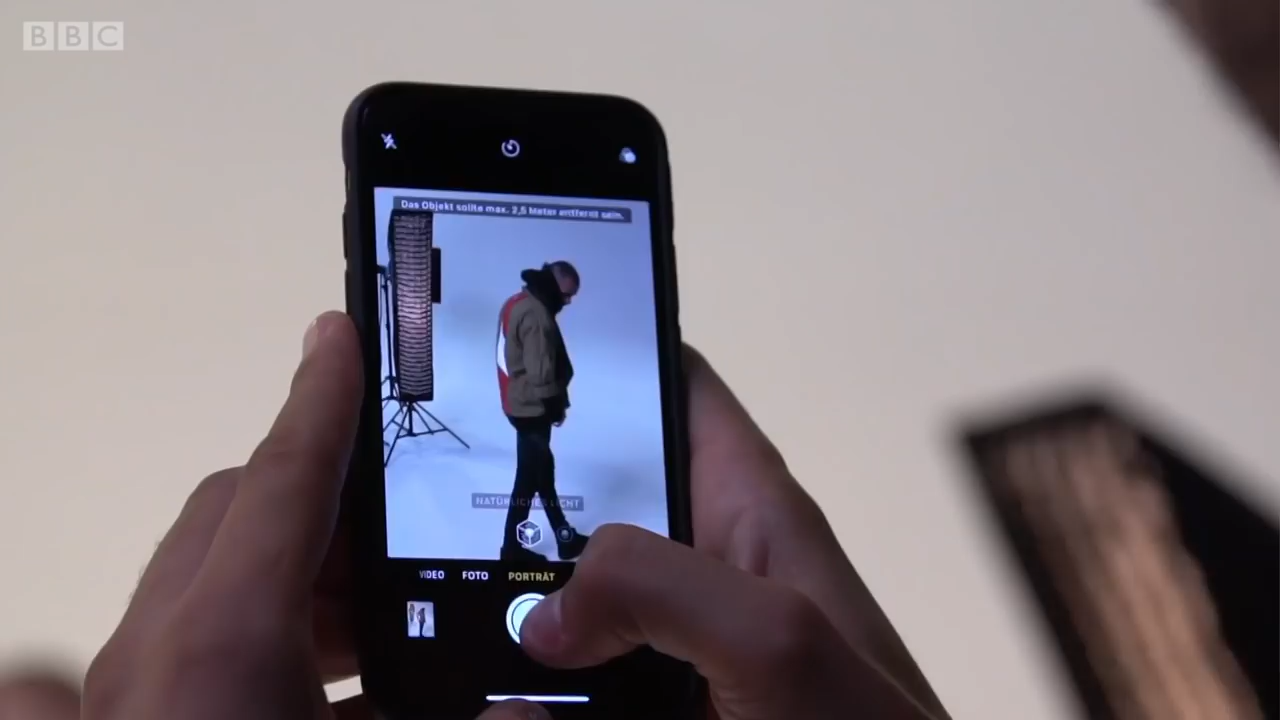 BBC
Das Objekt sollte max. 2,5 Meter entfernt sein.
NATÜRLICHES LICHT
VIDEO FOTO PORTRÄT